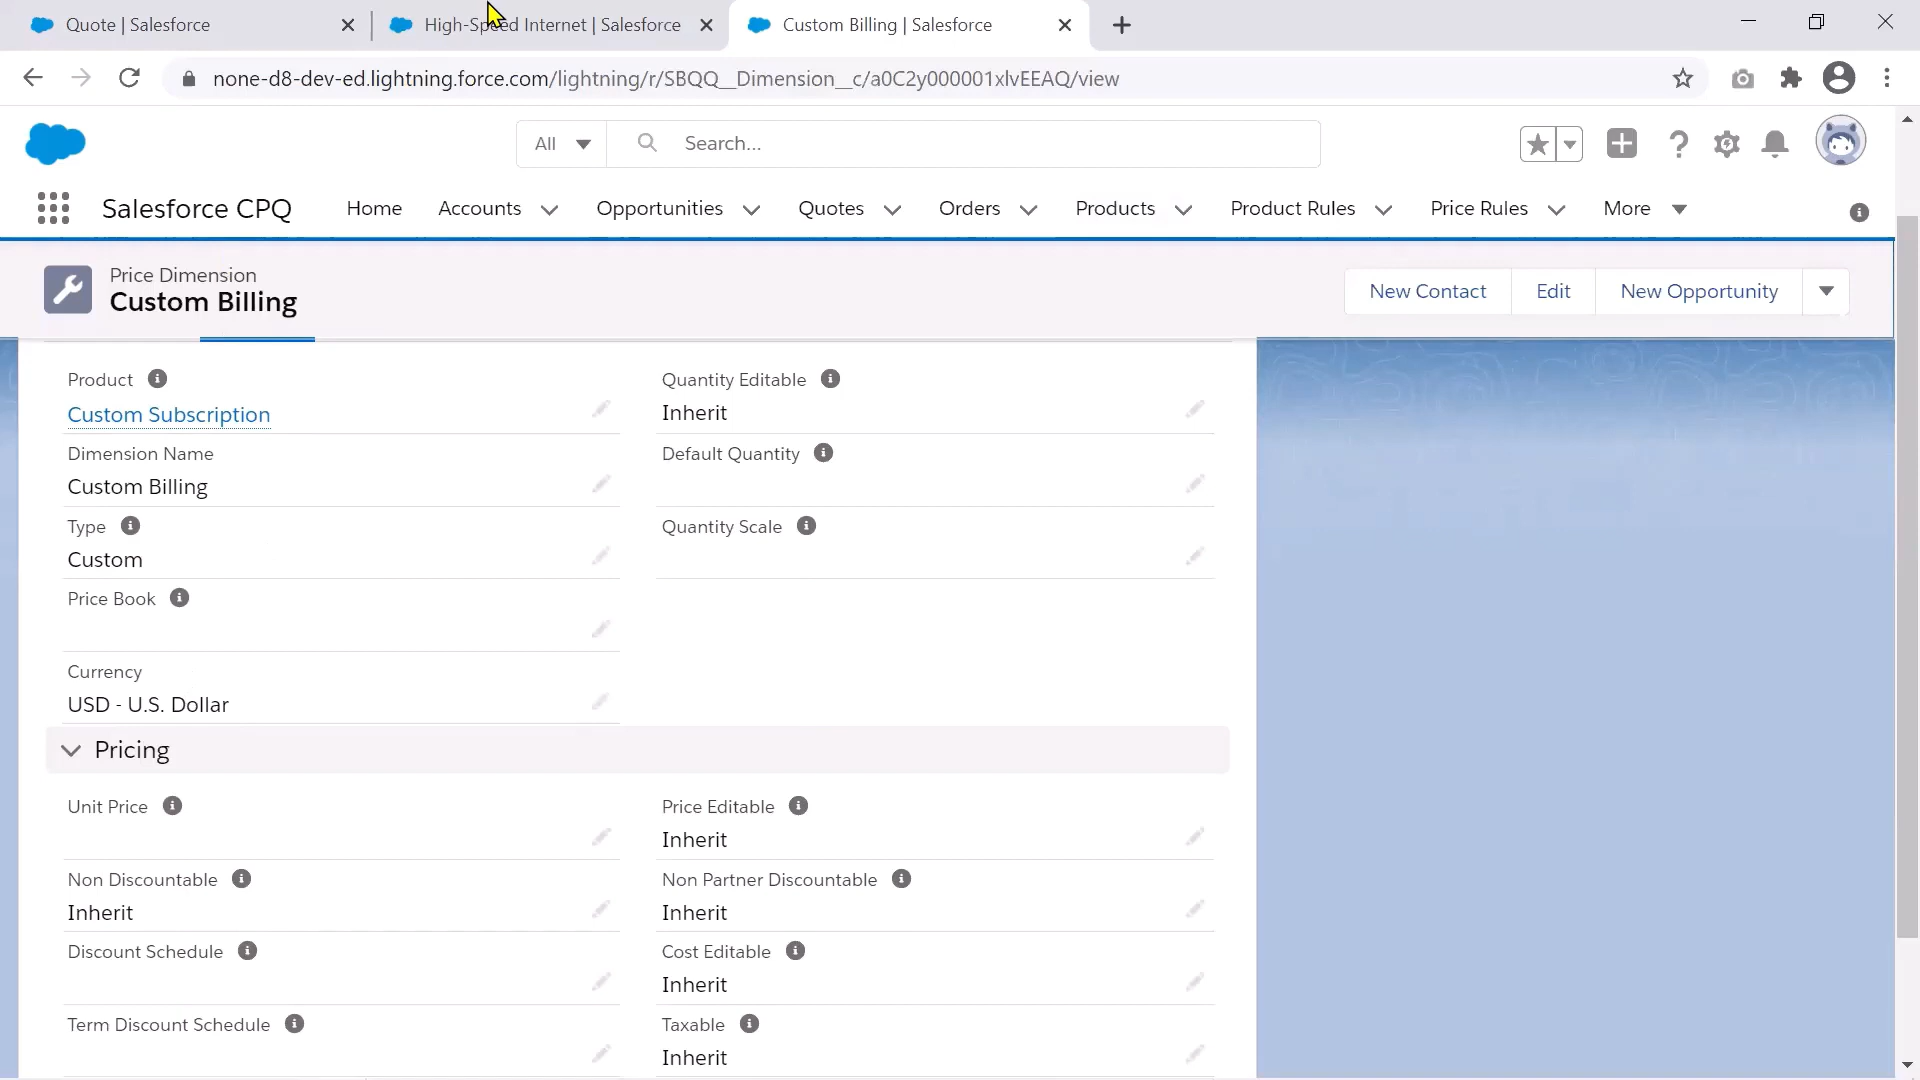 Quote | Salesforce
High-Speed Internet | Salesforce
Custom Billing | Salesforce
none-d8-dev-ed.lightning.force.com/lightning/r/SBQQ__Dimension__c/a0C2y000001xlvEEAQ/view
All
Search...
Salesforce CPQ
Home
Accounts
Opportunities
Quotes
Orders
Products
Product Rules
Price Rules
More
Price Dimension
Custom Billing
New Contact
Edit
New Opportunity
Product
Custom Subscription
Quantity Editable
Inherit
Dimension Name
Custom Billing
Default Quantity
Type
Custom
Quantity Scale
Price Book
Currency
USD - U.S. Dollar
Pricing
Unit Price
Price Editable
Inherit
Non Discountable
Inherit
Non Partner Discountable
Inherit
Discount Schedule
Cost Editable
Inherit
Term Discount Schedule
Taxable
Inherit